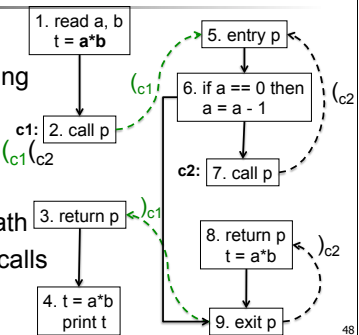 1. read a, b
t = a*b
ing
c1: 2. call p
(c1(c2
ath
calls
3. return p
4. t = a*b
print t
(c1
)c1
5. entry p
6. if a == 0 then
a = a - 1
c2: 7. call p
(c2
8. return p
t = a*b
)c2
9. exit p
48